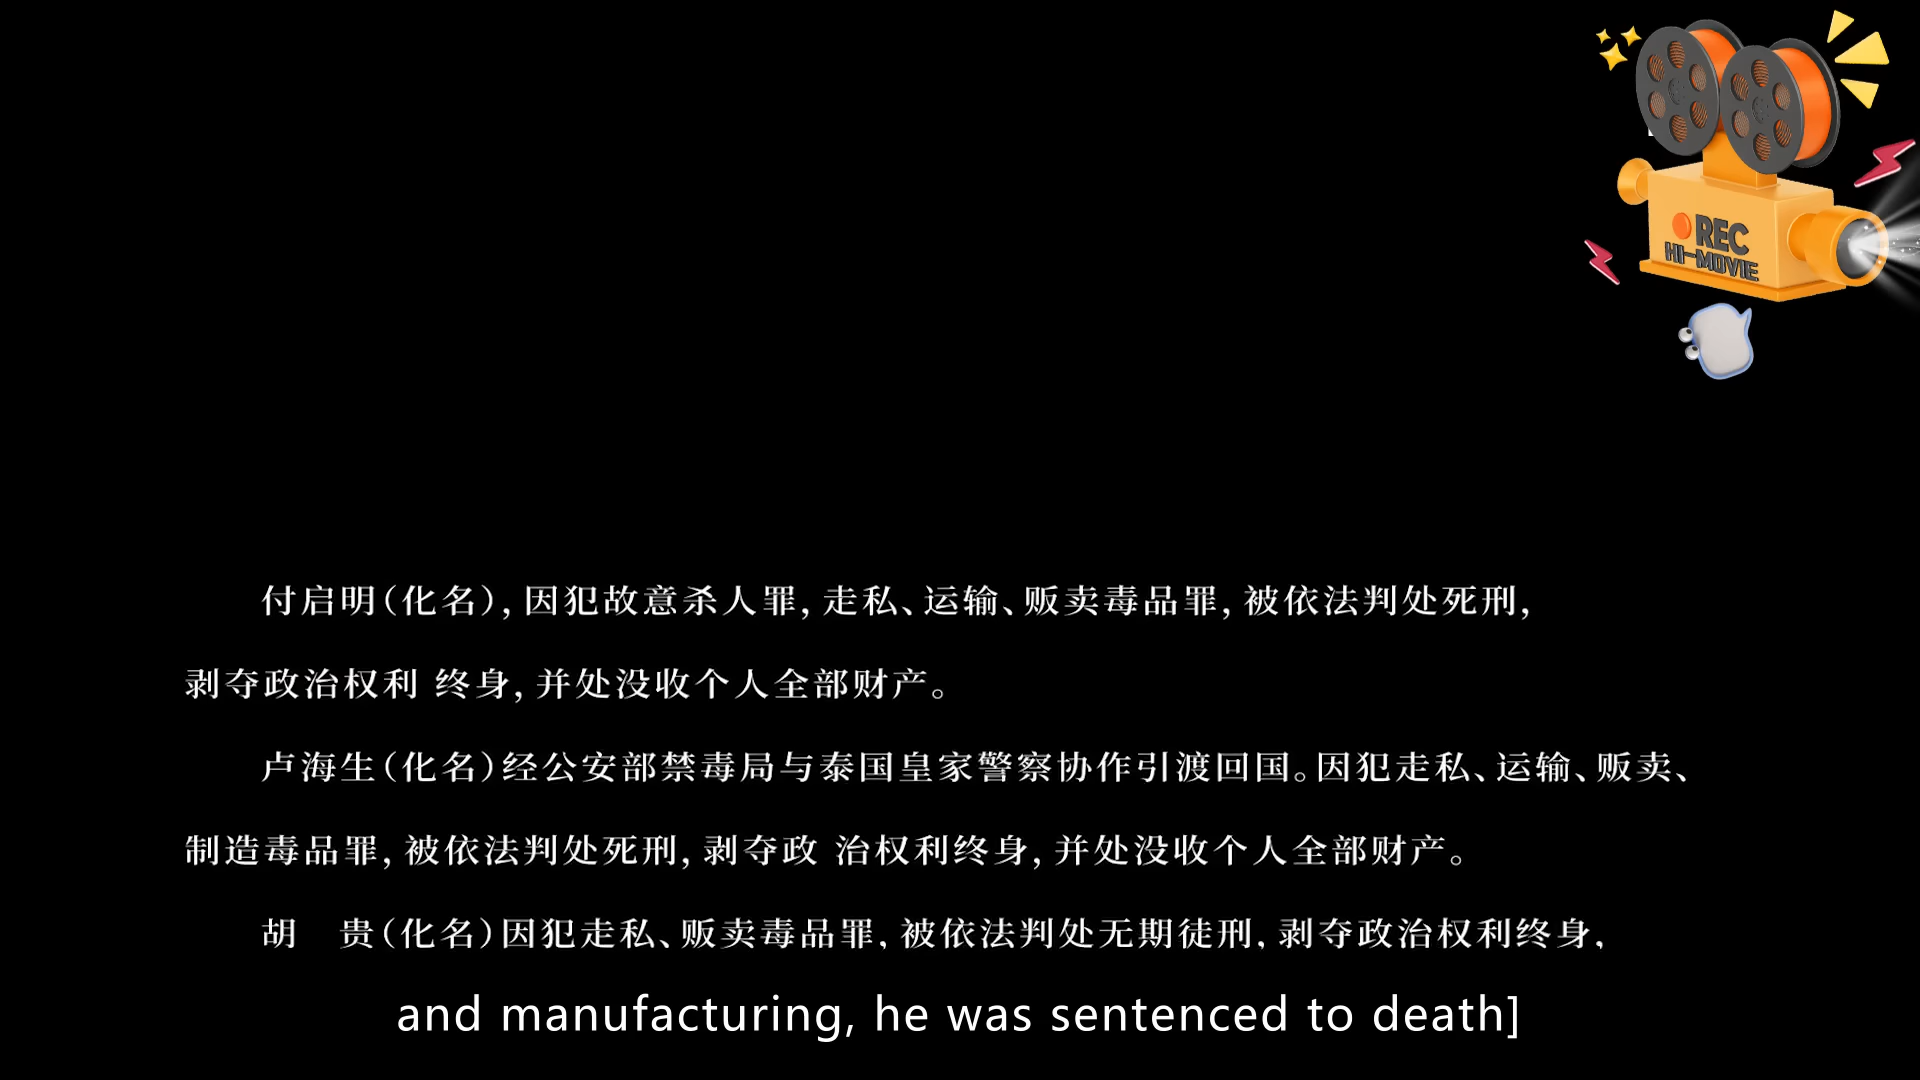 REC
HI-MOVIE
付启明(化名),因犯故意杀人罪,走私、运输、贩卖毒品罪,被依法判处死刑,
剥夺政治权利 终身,并处没收个人全部财产。
卢海生(化名)经公安部禁毒局与泰国皇家警察协作引渡回国。因犯走私、运输、贩卖、
制造毒品罪,被依法判处死刑,剥夺政 治权利终身,并处没收个人全部财产。
胡　贵(化名)因犯走私、贩卖毒品罪,被依法判处无期徒刑,剥夺政治权利终身,
and manufacturing, he was sentenced to death]